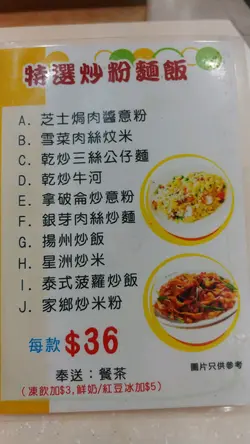 特選炒粉麵飯
A. 芝士焗肉醬意粉
B. 雪菜肉絲炆米
C. 乾炒三絲公仔麵
D. 乾炒牛河
E. 拿破侖炒意粉
F. 銀芽肉絲炒麵
G. 揚州炒飯
H. 星洲炒米
I. 泰式菠蘿炒飯
J. 家鄉炒米粉
每款 $36
圖片只供參考
奉送：餐茶
(凍飲加$3,鮮奶/紅豆冰加$5)